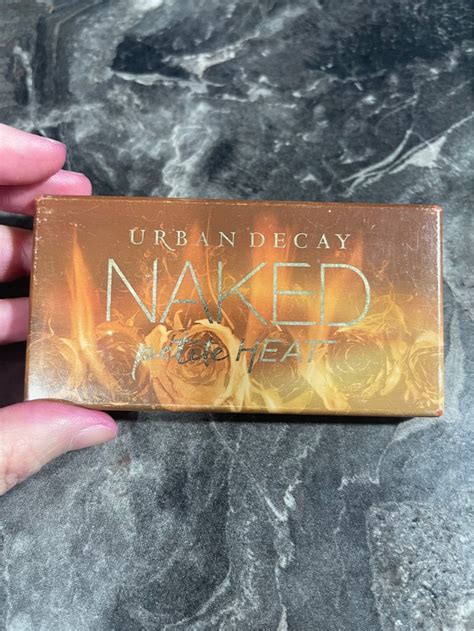 URBAN DECAY
NAKED
petite HEAT